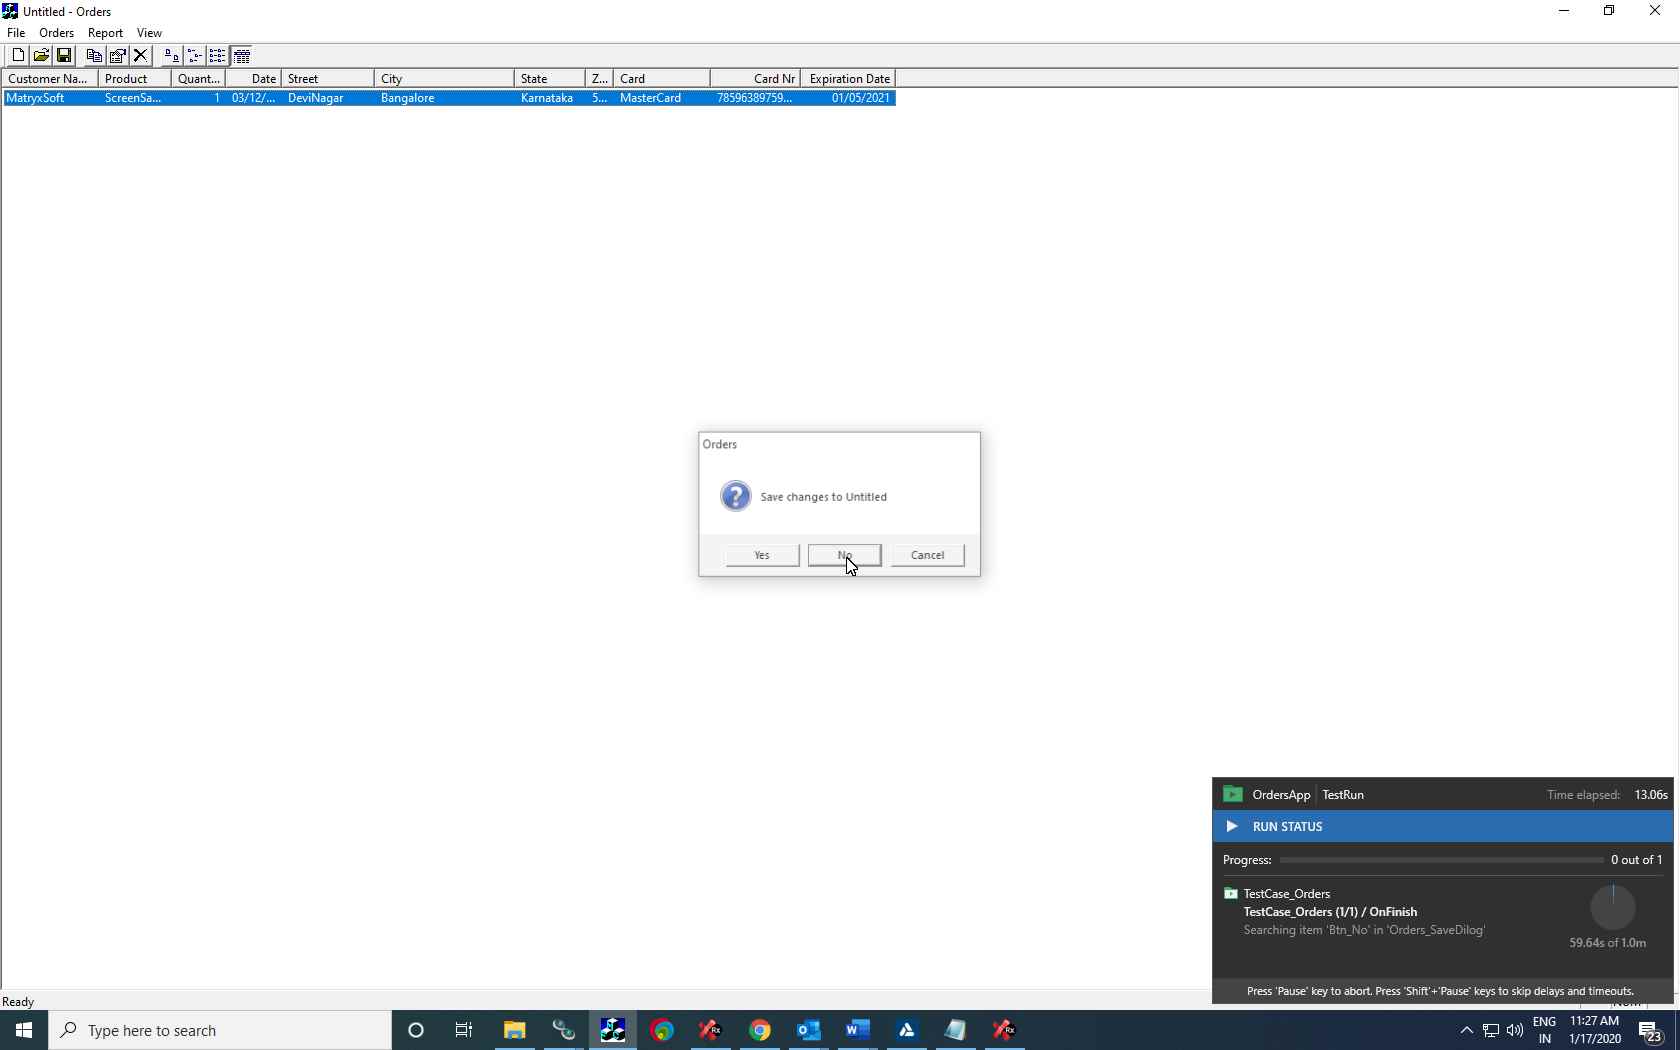 Untitled - Orders
File Orders Report View
Customer Na... Product Quant... Date Street City State Z... Card Card Nr Expiration Date
MatryxSoft ScreenSa... 1 03/12/... DeviNagar Bangalore Karnataka 5... MasterCard 78596389759... 01/05/2021
Orders
Save changes to Untitled
Yes No Cancel
OrdersApp TestRun Time elapsed: 13.06s
RUN STATUS
Progress: 0 out of 1
TestCase_Orders
TestCase_Orders (1/1) / OnFinish
Searching item 'Btn_No' in 'Orders_SaveDilog'
59.64s of 1.0m
Press 'Pause' key to abort. Press 'Shift'+'Pause' keys to skip delays and timeouts.
Ready
Type here to search
ENG
IN
11:27 AM
1/17/2020
23